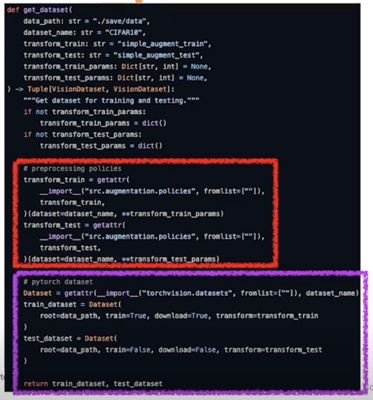 def get_dataset(
    data_path: str = "./save/data",
    dataset_name: str = "CIFAR10",
    transform_train: str = "simple_augment_train",
    transform_test: str = "simple_augment_test",
    transform_train_params: Dict[str, int] = None,
    transform_test_params: Dict[str, int] = None,
) -> Tuple[VisionDataset, VisionDataset]:
    """Get dataset for training and testing."""
    if not transform_train_params:
        transform_train_params = dict()
    if not transform_test_params:
        transform_test_params = dict()
    # preprocessing policies
    transform_train = getattr(
        __import__("src.augmentation.policies", fromlist=[""]),
        transform_train,
    )(dataset=dataset_name, **transform_train_params)
    transform_test = getattr(
        __import__("src.augmentation.policies", fromlist=[""]),
        transform_test,
    )(dataset=dataset_name, **transform_test_params)
    # pytorch dataset
    Dataset = getattr(__import__("torchvision.datasets", fromlist=[""]), dataset_name)
    train_dataset = Dataset(
        root=data_path, train=True, download=True, transform=transform_train
    )
    test_dataset = Dataset(
        root=data_path, train=False, download=False, transform=transform_test
    )
    return train_dataset, test_dataset